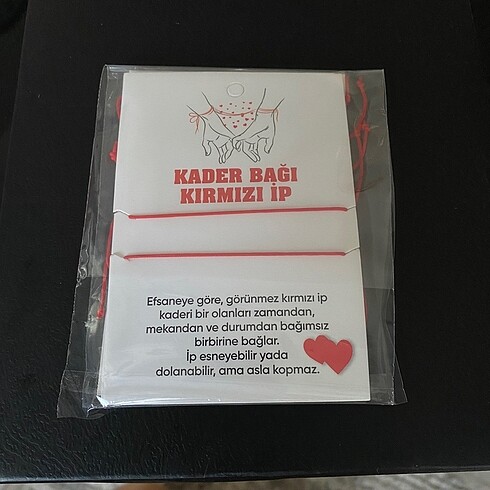 KADER BAĞI
KIRMIZI İP
Efsaneye göre, görünmez kırmızı ip
kaderi bir olanları zamandan,
mekandan ve durumdan bağımsız
birbirine bağlar.
İp esneyebilir yada
dolanabilir, ama asla kopmaz.